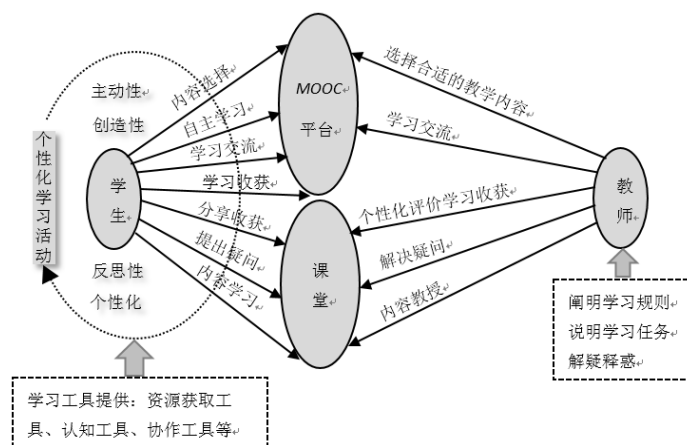 主动性
创造性
个性化学习活动
学生
反思性
个性化
内容选择
自主学习
学习交流
学习收获
分享收获
提出疑问
内容学习
MOOC
平台
课堂
选择合适的教学内容
学习交流
个性化评价学习收获
解决疑问
内容教授
教师
阐明学习规则
说明学习任务
解疑释惑
学习工具提供：资源获取工
具、认知工具、协作工具等